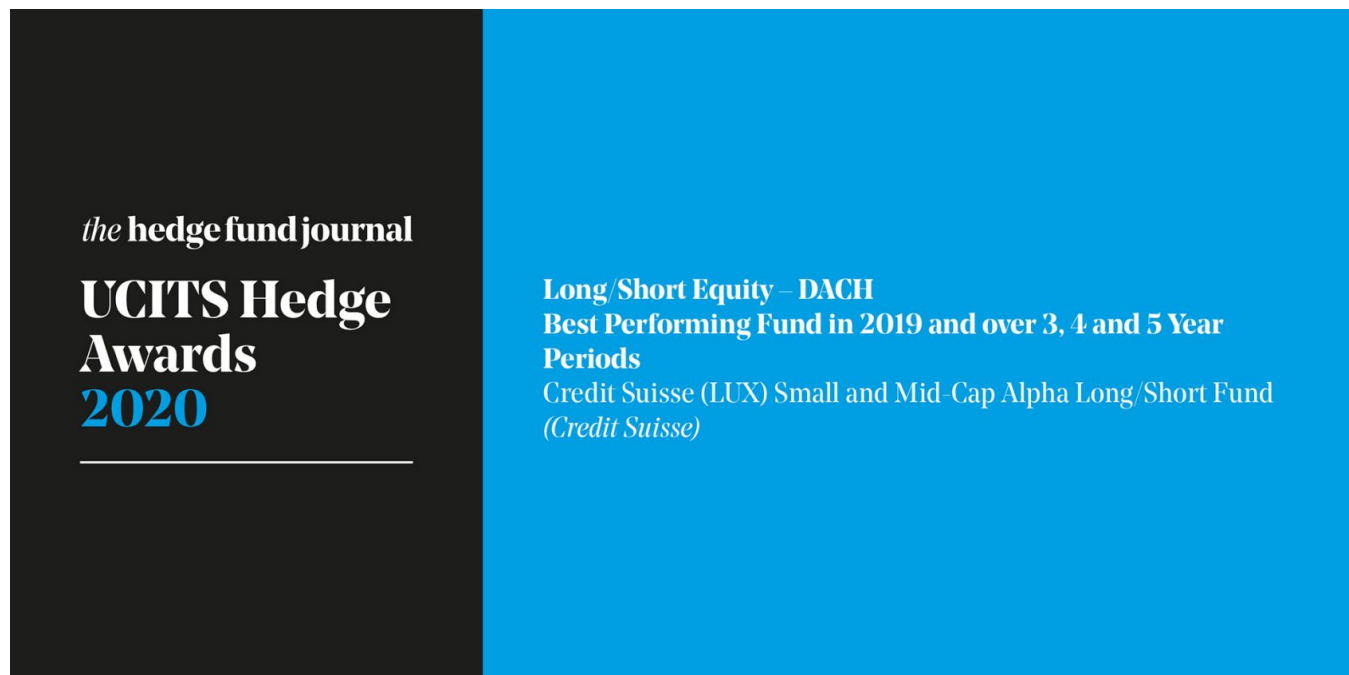 the hedge fund journal
UCITS Hedge
Awards
2020
Long/Short Equity – DACH
Best Performing Fund in 2019 and over 3, 4 and 5 Year
Periods
Credit Suisse (LUX) Small and Mid-Cap Alpha Long/Short Fund
(Credit Suisse)